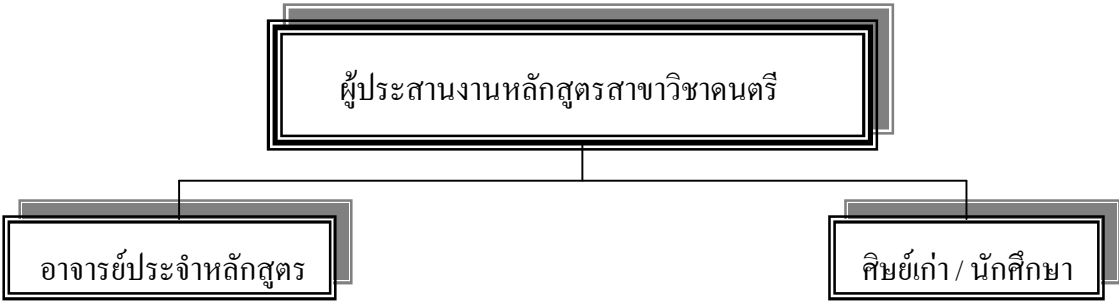 ผู้ประสานงานหลักสูตรสาขาวิชาดนตรี
อาจารย์ประจำหลักสูตร
ศิษย์เก่า / นักศึกษา